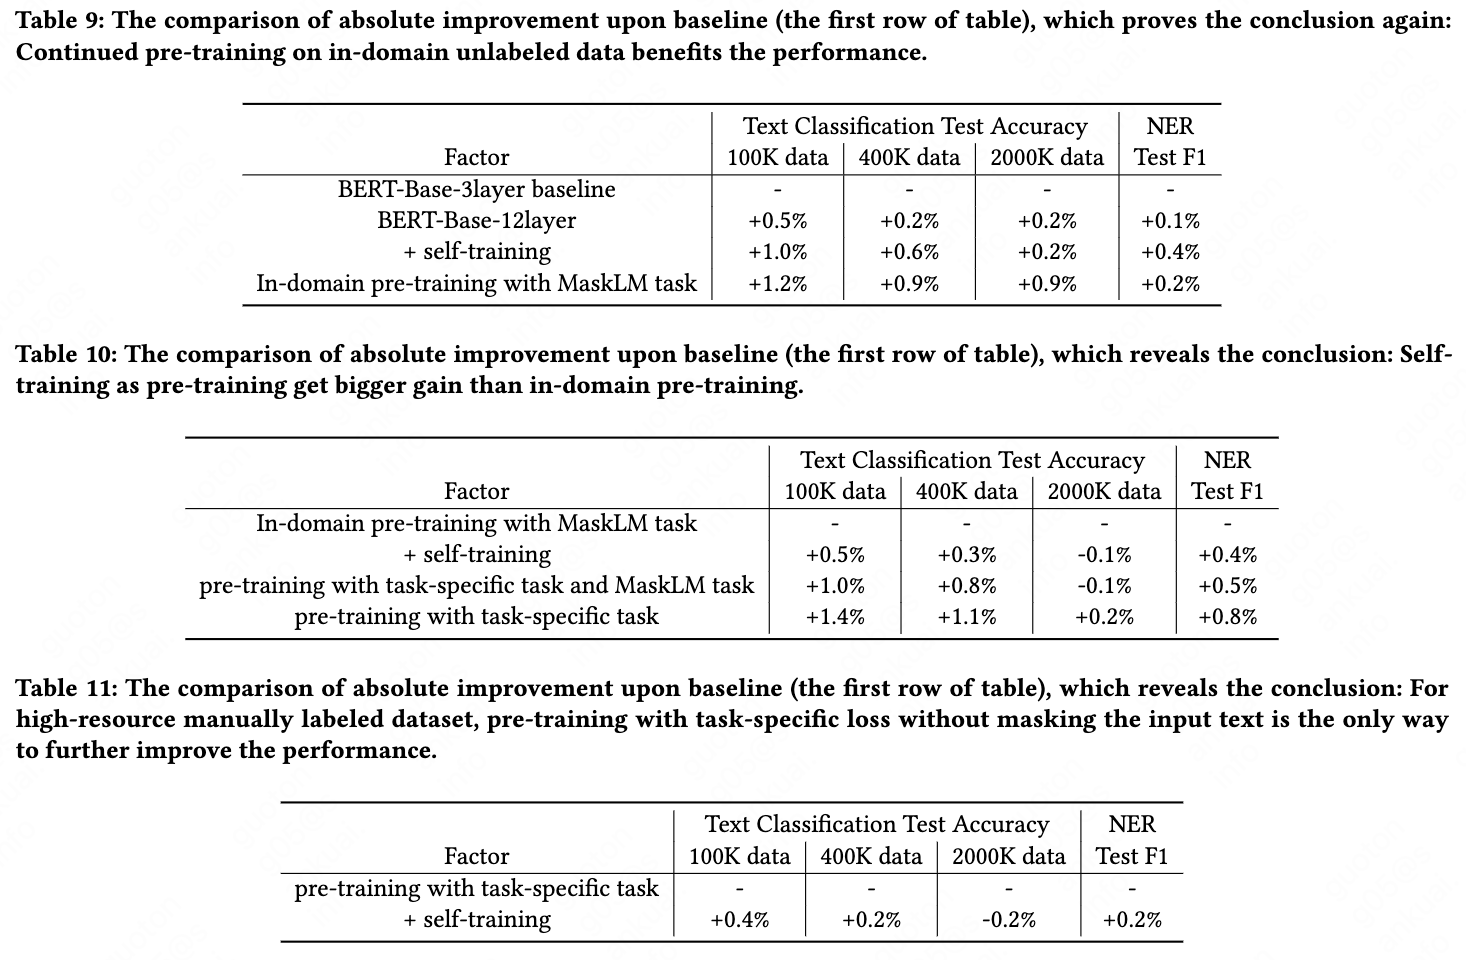 Table 9: The comparison of absolute improvement upon baseline (the first row of table), which proves the conclusion again:
Continued pre-training on in-domain unlabeled data benefits the performance.
Text Classification Test Accuracy NER
Factor 100K data 400K data 2000K data Test F1
BERT-Base-3layer baseline - - - -
BERT-Base-12layer +0.5% +0.2% +0.2% +0.1%
+ self-training +1.0% +0.6% +0.2% +0.4%
In-domain pre-training with MaskLM task +1.2% +0.9% +0.9% +0.2%
Table 10: The comparison of absolute improvement upon baseline (the first row of table), which reveals the conclusion: Self-
training as pre-training get bigger gain than in-domain pre-training.
Text Classification Test Accuracy NER
Factor 100K data 400K data 2000K data Test F1
In-domain pre-training with MaskLM task - - - -
+ self-training +0.5% +0.3% -0.1% +0.4%
pre-training with task-specific task and MaskLM task +1.0% +0.8% -0.1% +0.5%
pre-training with task-specific task +1.4% +1.1% +0.2% +0.8%
Table 11: The comparison of absolute improvement upon baseline (the first row of table), which reveals the conclusion: For
high-resource manually labeled dataset, pre-training with task-specific loss without masking the input text is the only way
to further improve the performance.
Text Classification Test Accuracy NER
Factor 100K data 400K data 2000K data Test F1
pre-training with task-specific task - - - -
+ self-training +0.4% +0.2% -0.2% +0.2%